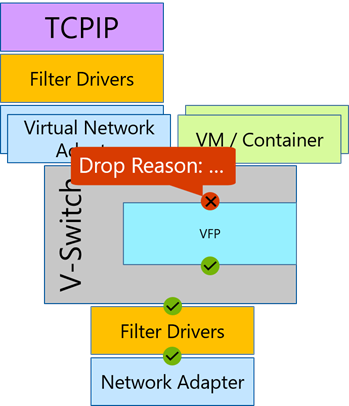 TCPIP
Filter Drivers
Virtual Network
VM / Container
Drop Reason: ...
V-Switch
VFP
Filter Drivers
Network Adapter